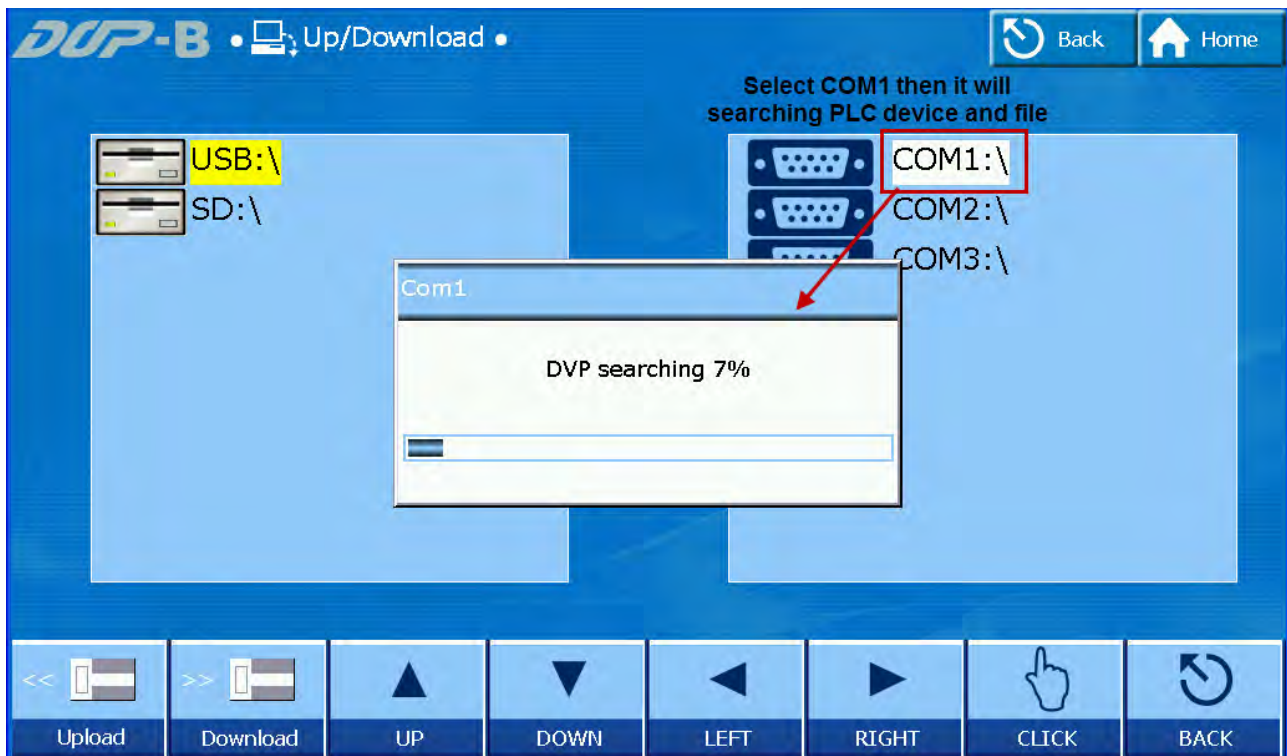 DOP-B • Up/Download •
Back
Home
Select COM1 then it will
searching PLC device and file
USB:\
SD:\
COM1:\
COM2:\
COM3:\
Com1
DVP searching 7%
<<
>>
Upload
Download
UP
DOWN
LEFT
RIGHT
CLICK
BACK